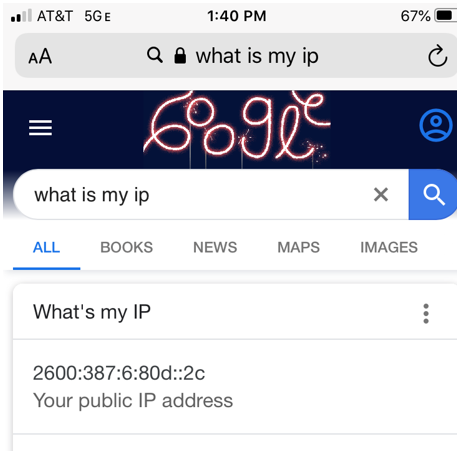 AT&T 5GE 1:40 PM 67%
AA what is my ip
Google
what is my ip
ALL BOOKS NEWS MAPS IMAGES
What's my IP
2600:387:6:80d::2c
Your public IP address